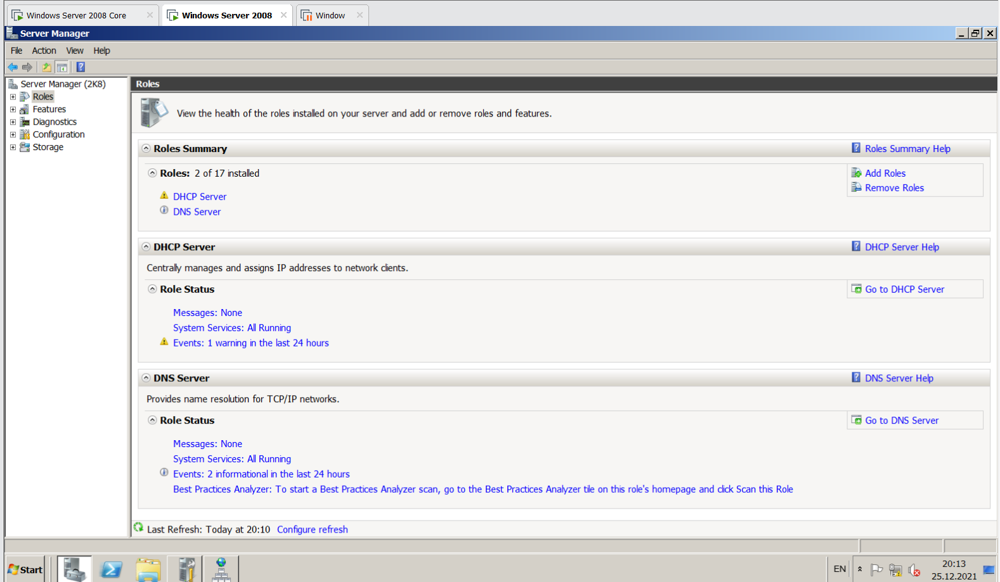 Windows Server 2008 Core
Windows Server 2008
Window
Server Manager
File Action View Help
Server Manager (2K8)
Roles
Features
Diagnostics
Configuration
Storage
Roles
View the health of the roles installed on your server and add or remove roles and features.
Roles Summary
Roles Summary Help
Roles: 2 of 17 installed
Add Roles
Remove Roles
DHCP Server
DNS Server
DHCP Server
DHCP Server Help
Centrally manages and assigns IP addresses to network clients.
Role Status
Go to DHCP Server
Messages: None
System Services: All Running
Events: 1 warning in the last 24 hours
DNS Server
DNS Server Help
Provides name resolution for TCP/IP networks.
Role Status
Go to DNS Server
Messages: None
System Services: All Running
Events: 2 informational in the last 24 hours
Best Practices Analyzer: To start a Best Practices Analyzer scan, go to the Best Practices Analyzer tile on this role's homepage and click Scan this Role
Last Refresh: Today at 20:10 Configure refresh
Start
EN
20:13
25.12.2021